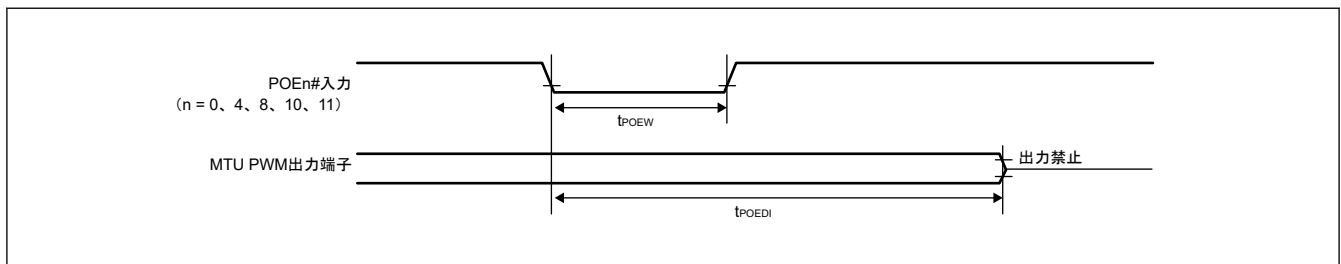 POEn#入力
（n = 0、4、8、10、11）
tPOEW
MTU PWM出力端子
出力禁止
tPOEDI